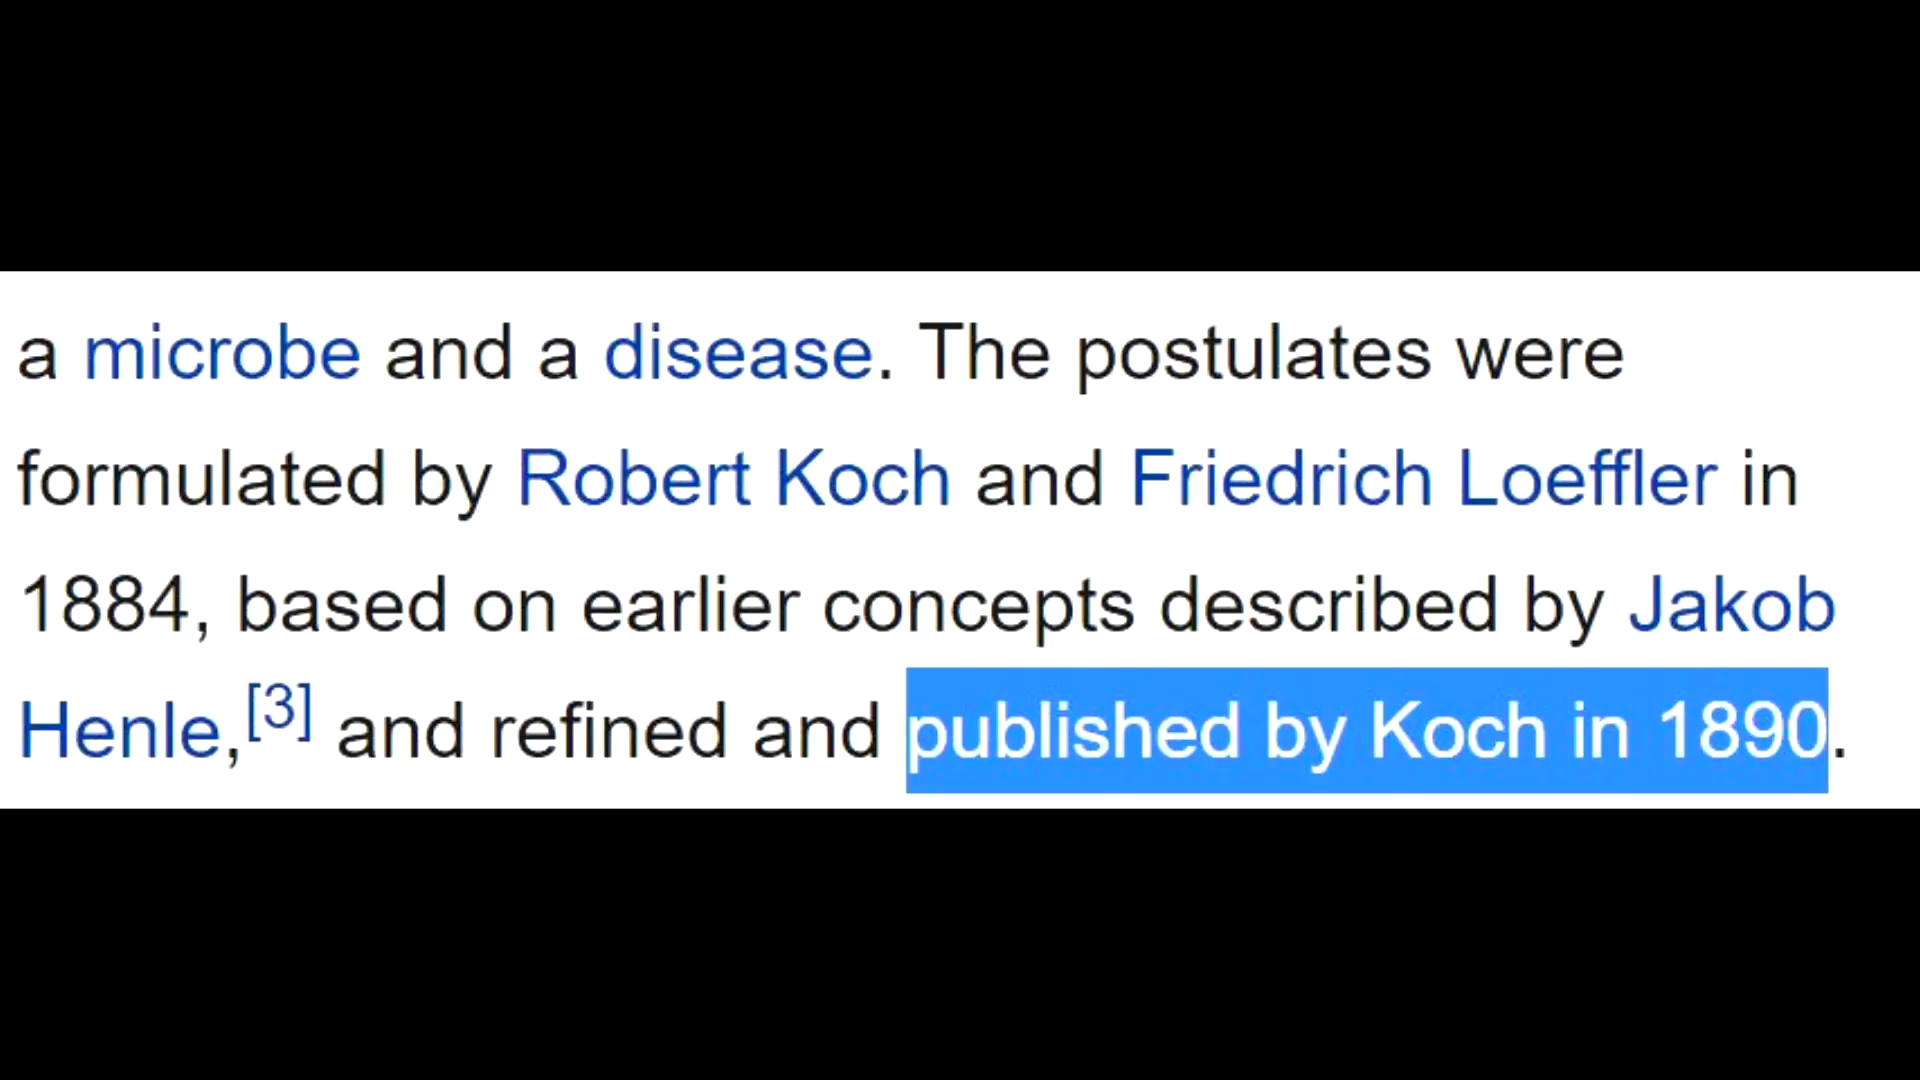 a microbe and a disease. The postulates were
formulated by Robert Koch and Friedrich Loeffler in
1884, based on earlier concepts described by Jakob
Henle,[3] and refined and published by Koch in 1890.